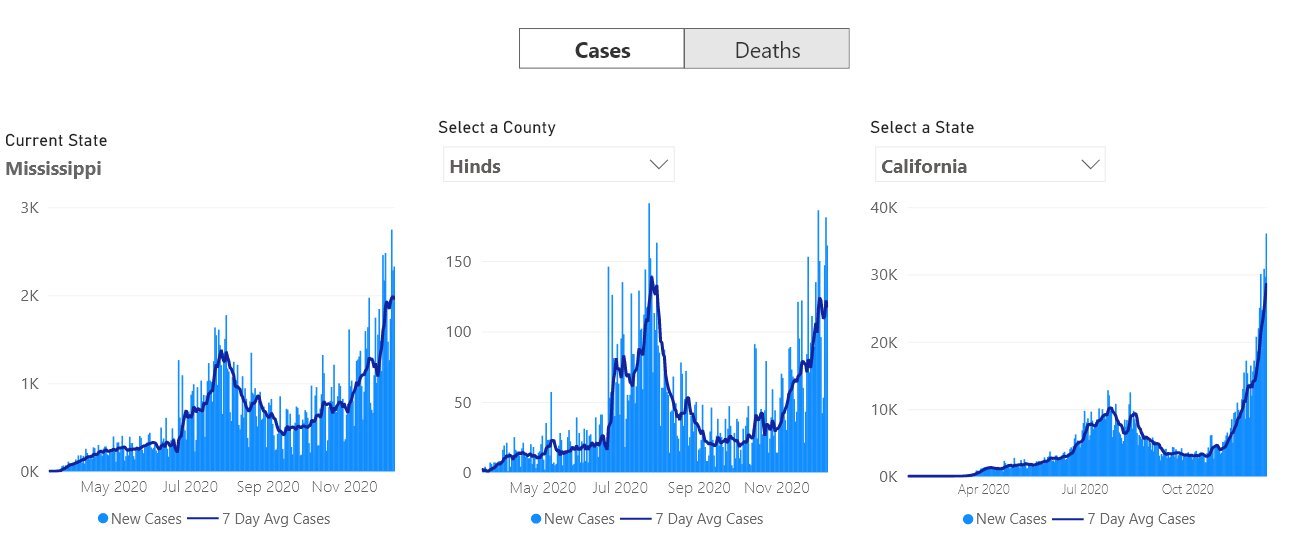 Cases Deaths
Current State
Mississippi
3K
2K
1K
0K
May 2020 Jul 2020 Sep 2020 Nov 2020
New Cases 7 Day Avg Cases
Select a County
Hinds
150
100
50
0
May 2020 Jul 2020 Sep 2020 Nov 2020
New Cases 7 Day Avg Cases
Select a State
California
40K
30K
20K
10K
0K
Apr 2020 Jul 2020 Oct 2020
New Cases 7 Day Avg Cases